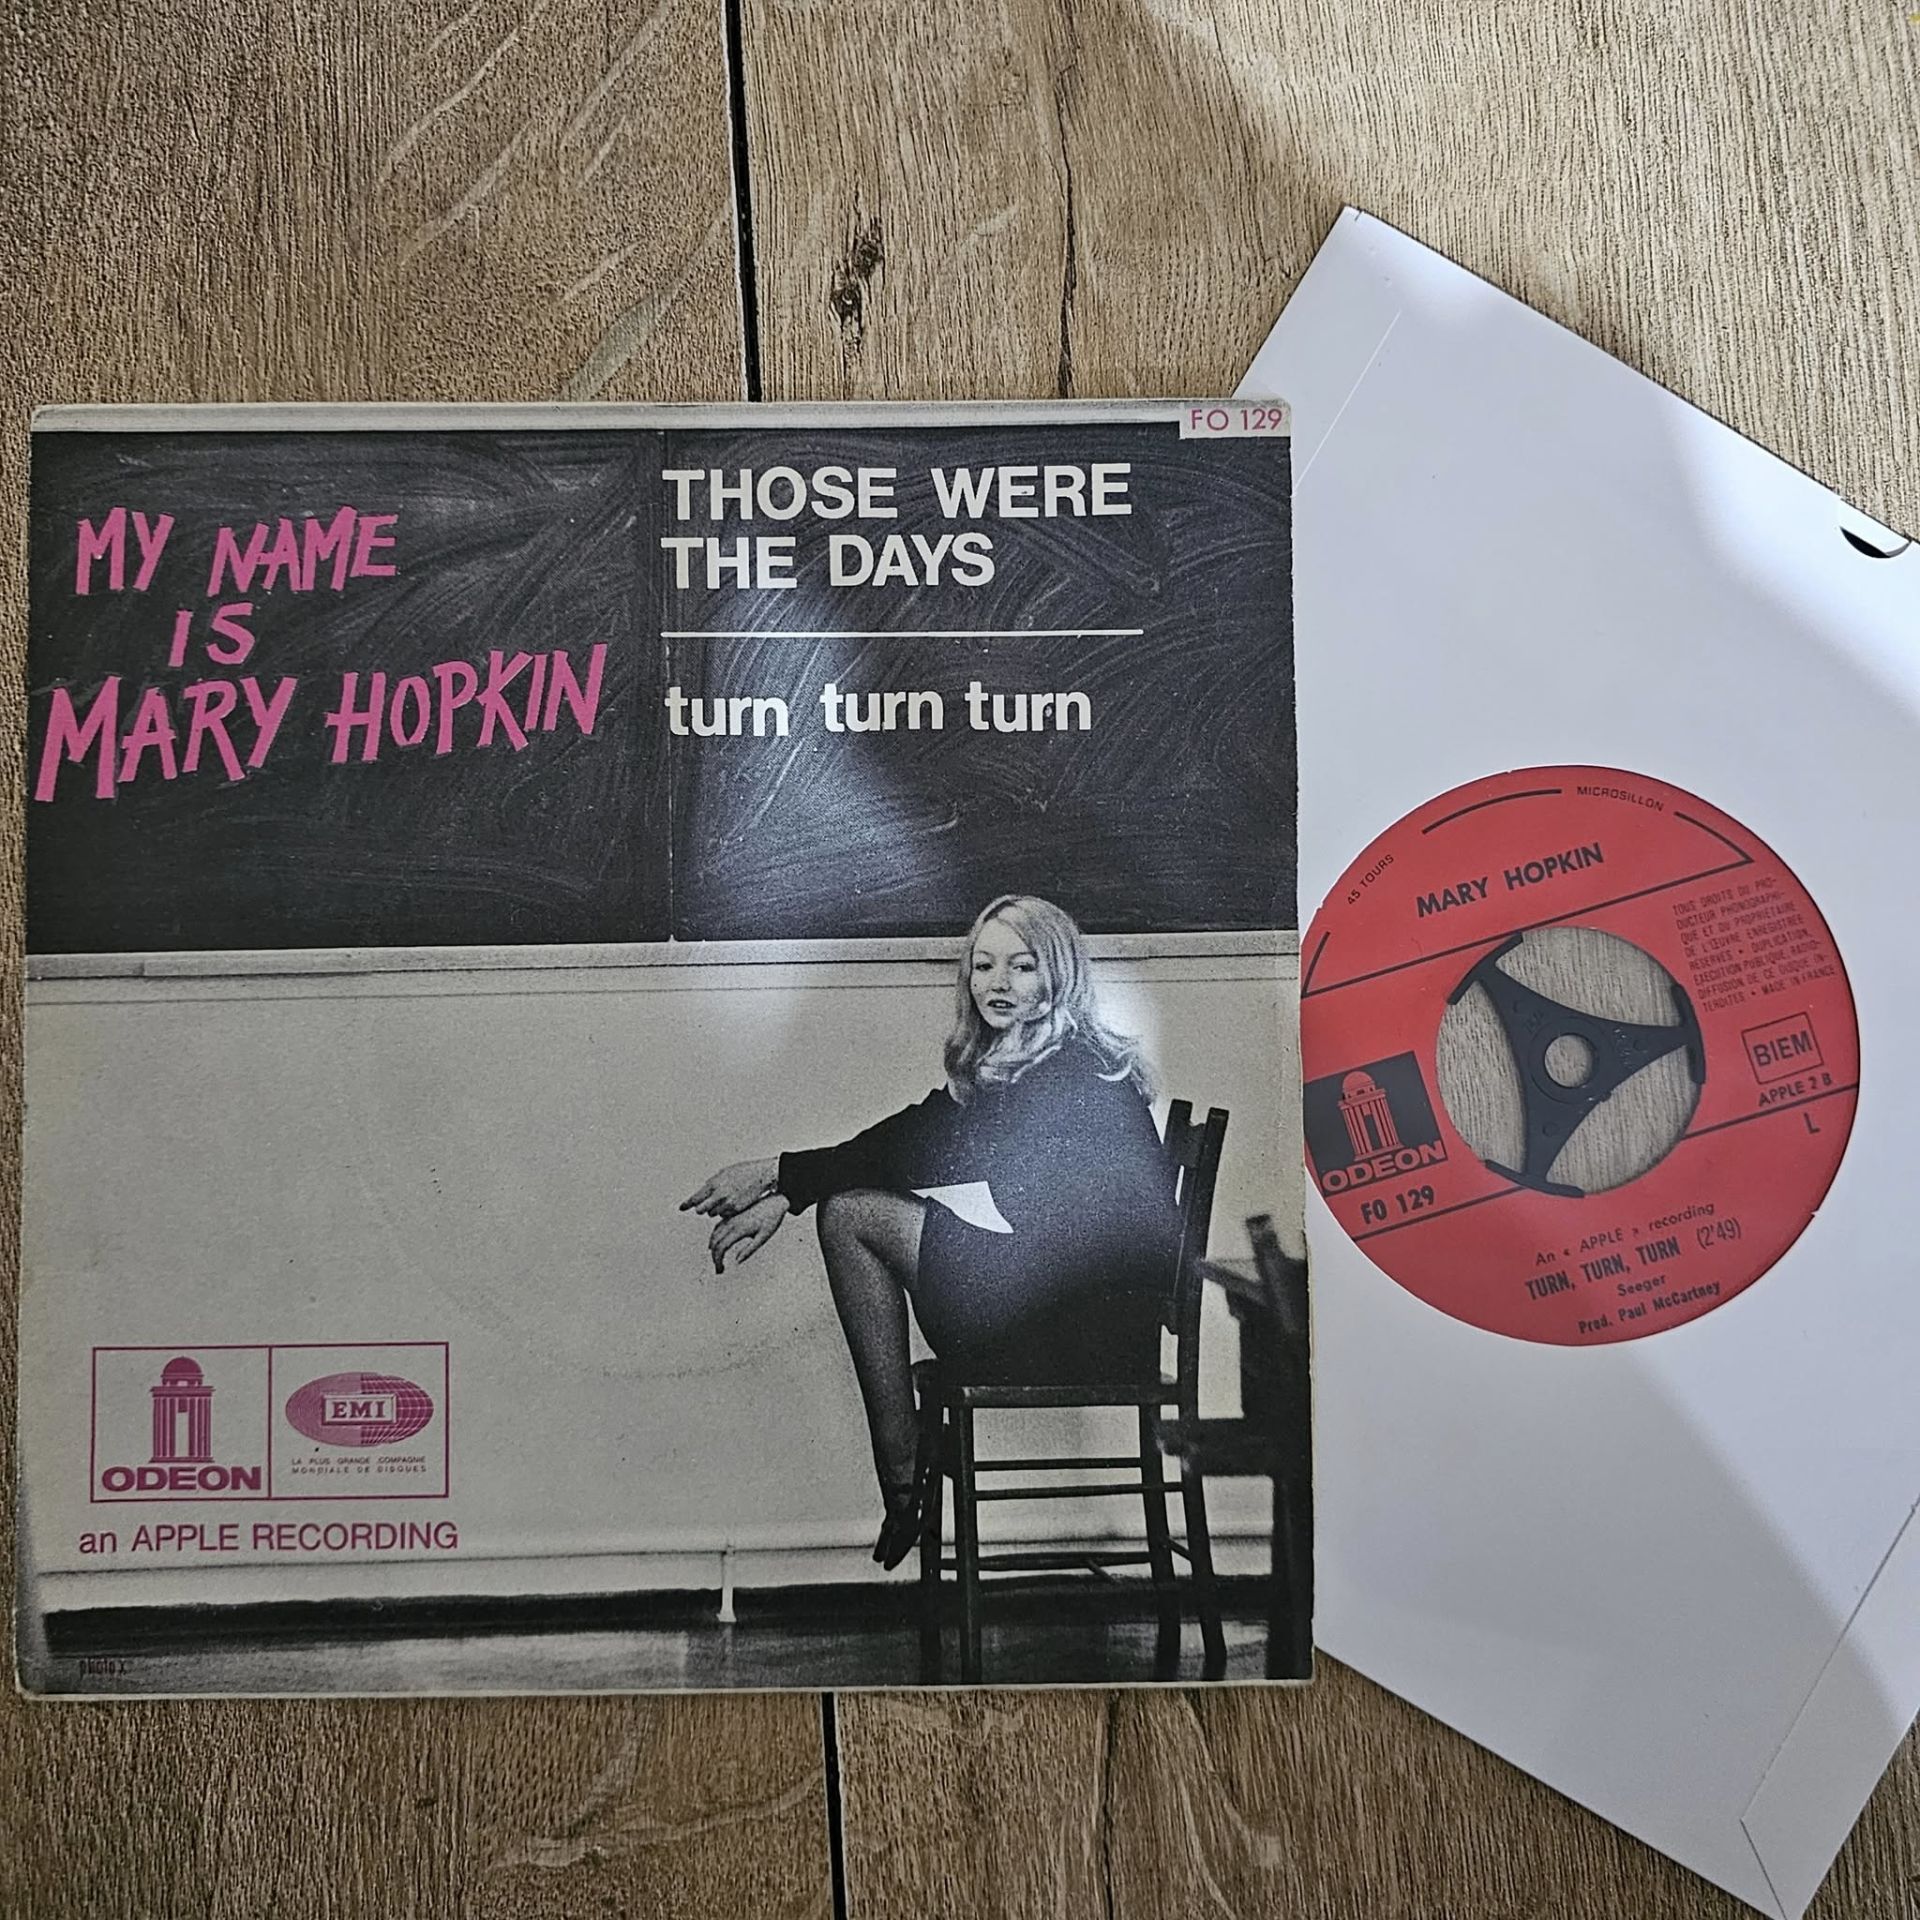 FO 129
MY NAME
IS
MARY HOPKIN
THOSE WERE
THE DAYS
turn turn turn
ODEON
EMI
LA PLUS GRANDE COMPAGNIE
MONDIALE DE DISQUES
an APPLE RECORDING
photo x
45 TOURS
MICROSILLON
MARY HOPKIN
TOUS DROITS DU PRO-
DUCTEUR PHONOGRAPHI-
QUE ET DU PROPRIÉTAIRE
DE L'ŒUVRE ENREGISTRÉE
RÉSERVÉS • DUPLICATION,
EXÉCUTION PUBLIQUE, RADIO-
DIFFUSION DE CE DISQUE IN-
TERDITES • MADE IN FRANCE
BIEM
APPLE 2 B
L
ODEON
FO 129
An « APPLE » recording
TURN, TURN, TURN (2'49)
Seeger
Prod. Paul McCartney